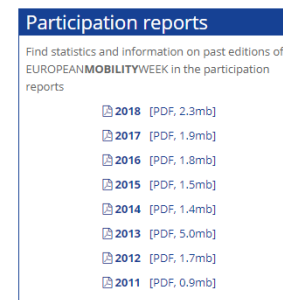 Participation reports
Find statistics and information on past editions of
EUROPEANMOBILITYWEEK in the participation
reports
2018 [PDF, 2.3mb]
2017 [PDF, 1.9mb]
2016 [PDF, 1.8mb]
2015 [PDF, 1.5mb]
2014 [PDF, 1.4mb]
2013 [PDF, 5.0mb]
2012 [PDF, 1.7mb]
2011 [PDF, 0.9mb]